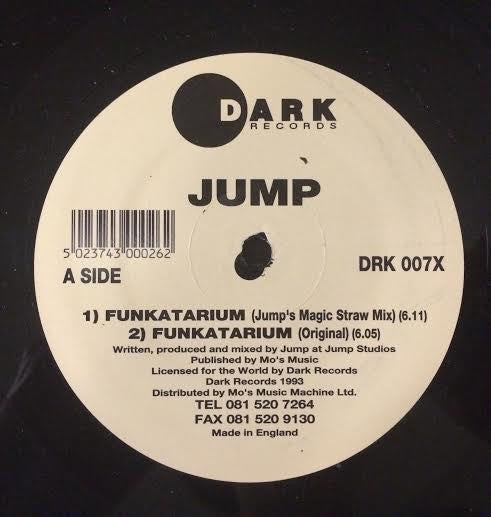 DARK
RECORDS
JUMP
5 023743 000262
A SIDE
DRK 007X
1) FUNKATARIUM (Jump's Magic Straw Mix) (6.11)
2) FUNKATARIUM (Original) (6.05)
Written, produced and mixed by Jump at Jump Studios
Published by Mo's Music
Licensed for the World by Dark Records
Dark Records 1993
Distributed by Mo's Music Machine Ltd.
TEL 081 520 7264
FAX 081 520 9130
Made in England